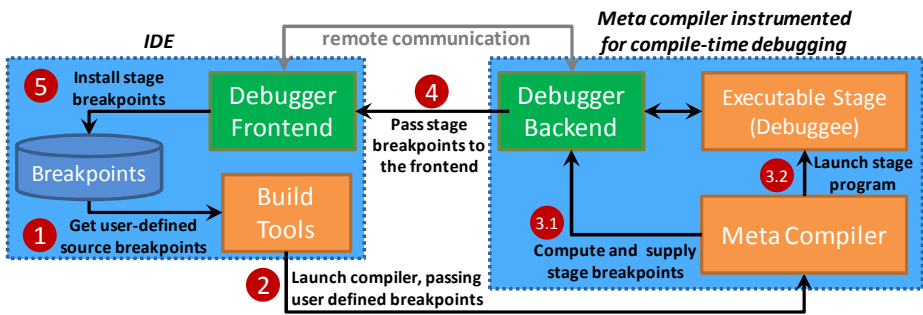 IDE
Meta compiler instrumented
for compile-time debugging
remote communication
5
Install stage
breakpoints
Debugger
Frontend
4
Pass stage
breakpoints to
the frontend
Debugger
Backend
Executable Stage
(Debuggee)
Breakpoints
3.2
Launch stage
program
1
Get user-defined
source breakpoints
Build
Tools
3.1
Compute and supply
stage breakpoints
Meta Compiler
2
Launch compiler, passing
user defined breakpoints